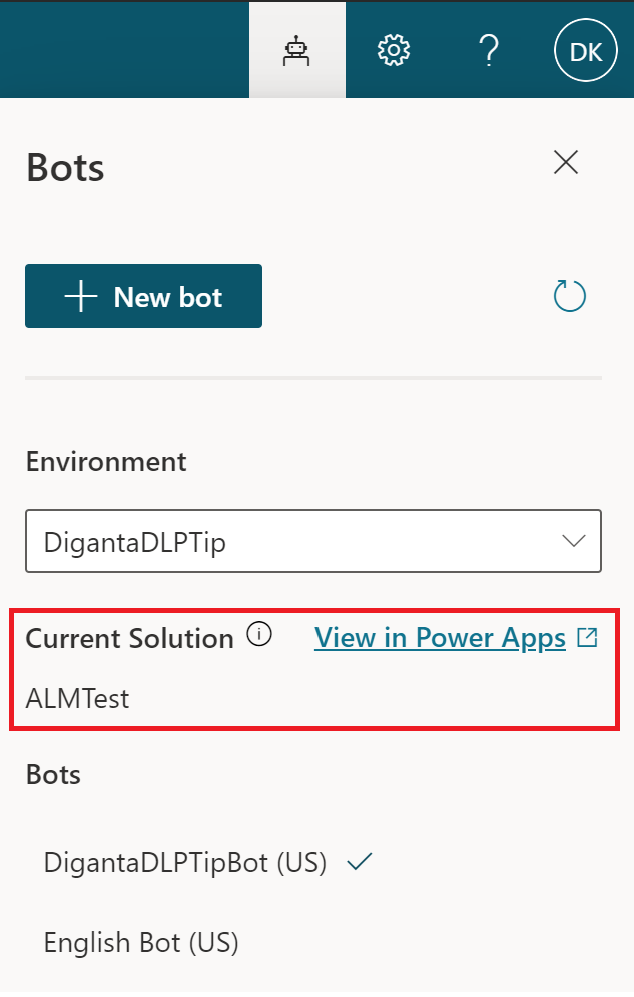 DK
Bots
New bot
Environment
DigantaDLPTip
Current Solution View in Power Apps
ALMTest
Bots
DigantaDLPTipBot (US)
English Bot (US)